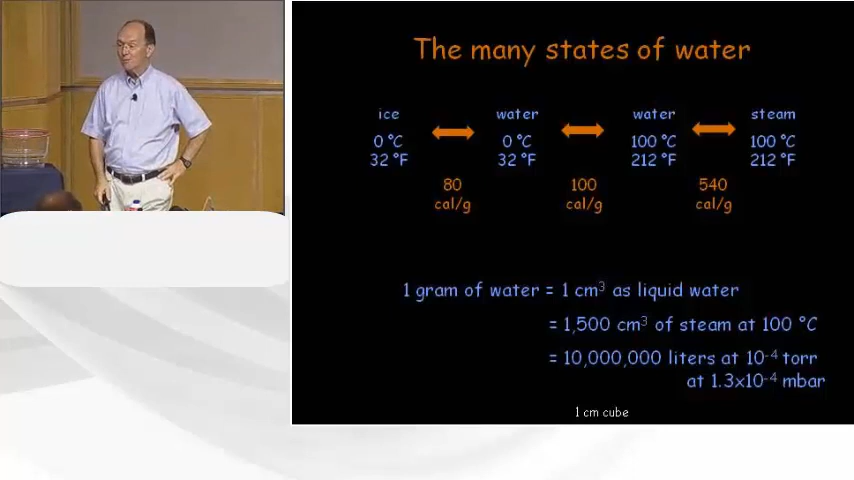 The many states of water
ice water water steam
0 °C 0 °C 100 °C 100 °C
32 °F 32 °F 212 °F 212 °F
80 100 540
cal/g cal/g cal/g
1 gram of water = 1 cm³ as liquid water
= 1,500 cm³ of steam at 100 °C
= 10,000,000 liters at 10⁻⁴ torr
at 1.3x10⁻⁴ mbar
1 cm cube